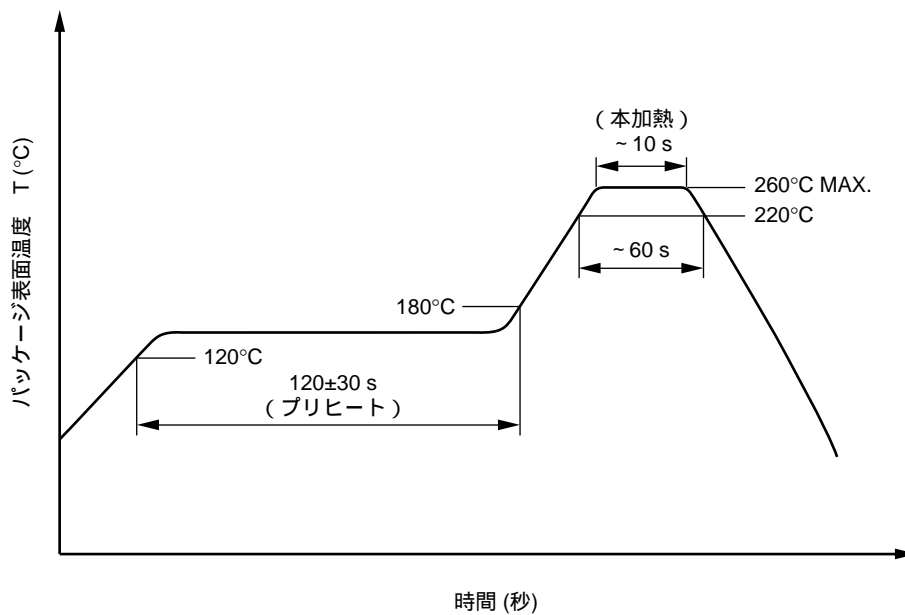 (本加熱)
~ 10 s
260°C MAX.
220°C
~ 60 s
180°C
120°C
120±30 s
(プリヒート)
パッケージ表面温度 T (°C)
時間 (秒)